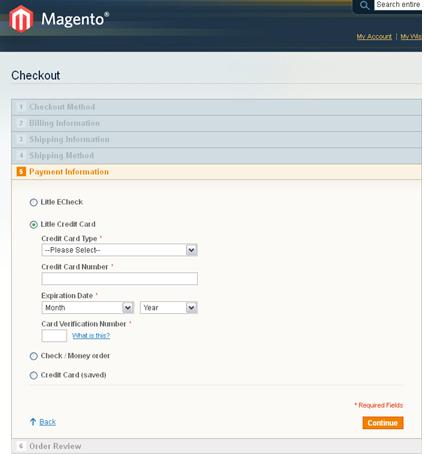 Magento®
Search entire
My Account | My Wis
Checkout
1 Checkout Method
2 Billing Information
3 Shipping Information
4 Shipping Method
5 Payment Information
Litle ECheck
Litle Credit Card
Credit Card Type *
--Please Select--
Credit Card Number *
Expiration Date *
Month Year
Card Verification Number *
What is this?
Check / Money order
Credit Card (saved)
* Required Fields
Back Continue
6 Order Review